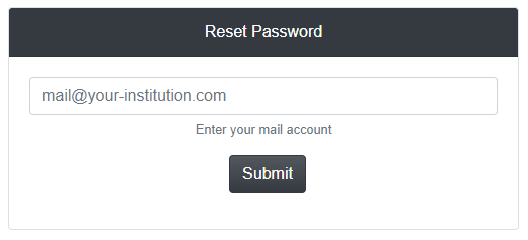 Reset Password
mail@your-institution.com
Enter your mail account
Submit